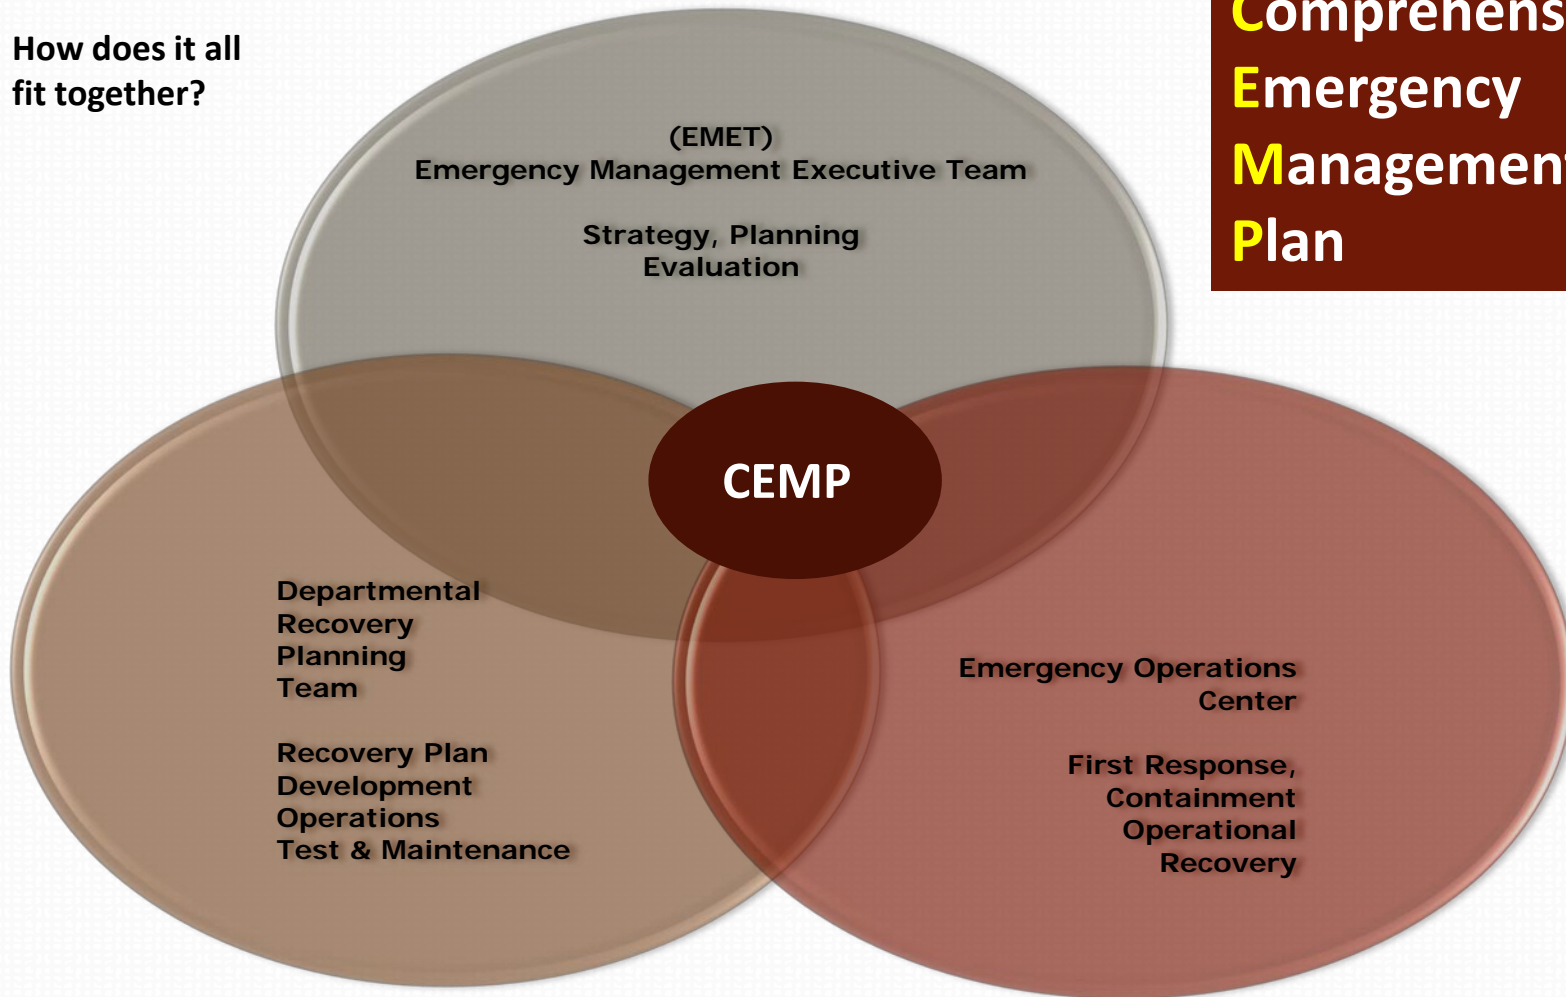 How does it all
fit together?
Comprehens
Emergency
Management
Plan
(EMET)
Emergency Management Executive Team
Strategy, Planning
Evaluation
CEMP
Departmental
Recovery
Planning
Team
Recovery Plan
Development
Operations
Test & Maintenance
Emergency Operations
Center
First Response,
Containment
Operational
Recovery